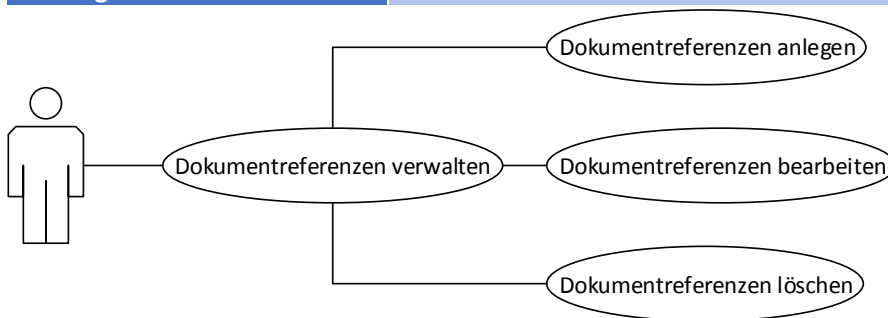 Dokumentreferenzen anlegen
Dokumentreferenzen verwalten
Dokumentreferenzen bearbeiten
Dokumentreferenzen löschen